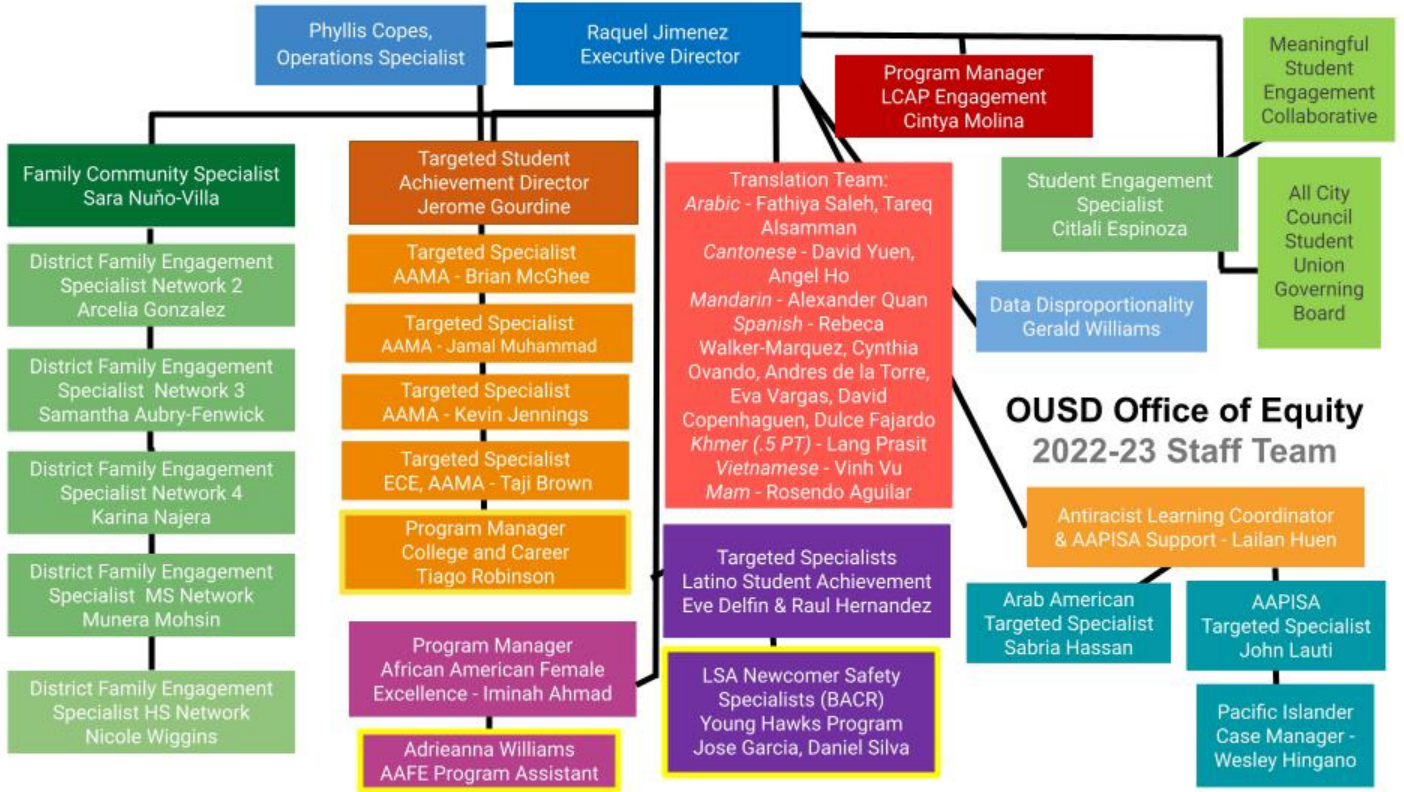 Phyllis Copes,
Operations Specialist
Raquel Jimenez
Executive Director
Program Manager
LCAP Engagement
Cintya Molina
Meaningful
Student
Engagement
Collaborative
Family Community Specialist
Sara Nuño-Villa
Targeted Student
Achievement Director
Jerome Gourdine
Translation Team:
Arabic - Fathiya Saleh, Tareq
Alsamman
Cantonese - David Yuen,
Angel Ho
Mandarin - Alexander Quan
Spanish - Rebeca
Walker-Marquez, Cynthia
Ovando, Andres de la Torre,
Eva Vargas, David
Copenhaguen, Dulce Fajardo
Khmer (.5 PT) - Lang Prasit
Vietnamese - Vinh Vu
Mam - Rosendo Aguilar
Student Engagement
Specialist
Citlali Espinoza
All City
Council
Student
Union
Governing
Board
District Family Engagement
Specialist Network 2
Arcelia Gonzalez
Targeted Specialist
AAMA - Brian McGhee
Data Disproportionality
Gerald Williams
Targeted Specialist
AAMA - Jamal Muhammad
District Family Engagement
Specialist Network 3
Samantha Aubry-Fenwick
Targeted Specialist
AAMA - Kevin Jennings
OUSD Office of Equity
2022-23 Staff Team
District Family Engagement
Specialist Network 4
Karina Najera
Targeted Specialist
ECE, AAMA - Taji Brown
Program Manager
College and Career
Tiago Robinson
Antiracist Learning Coordinator
& AAPISA Support - Lailan Huen
District Family Engagement
Specialist MS Network
Munera Mohsin
Targeted Specialists
Latino Student Achievement
Eve Delfin & Raul Hernandez
Arab American
Targeted Specialist
Sabria Hassan
AAPISA
Targeted Specialist
John Lauti
Program Manager
African American Female
Excellence - Iminah Ahmad
LSA Newcomer Safety
Specialists (BACR)
Young Hawks Program
Jose Garcia, Daniel Silva
District Family Engagement
Specialist HS Network
Nicole Wiggins
Adrieanna Williams
AAFE Program Assistant
Pacific Islander
Case Manager -
Wesley Hingano